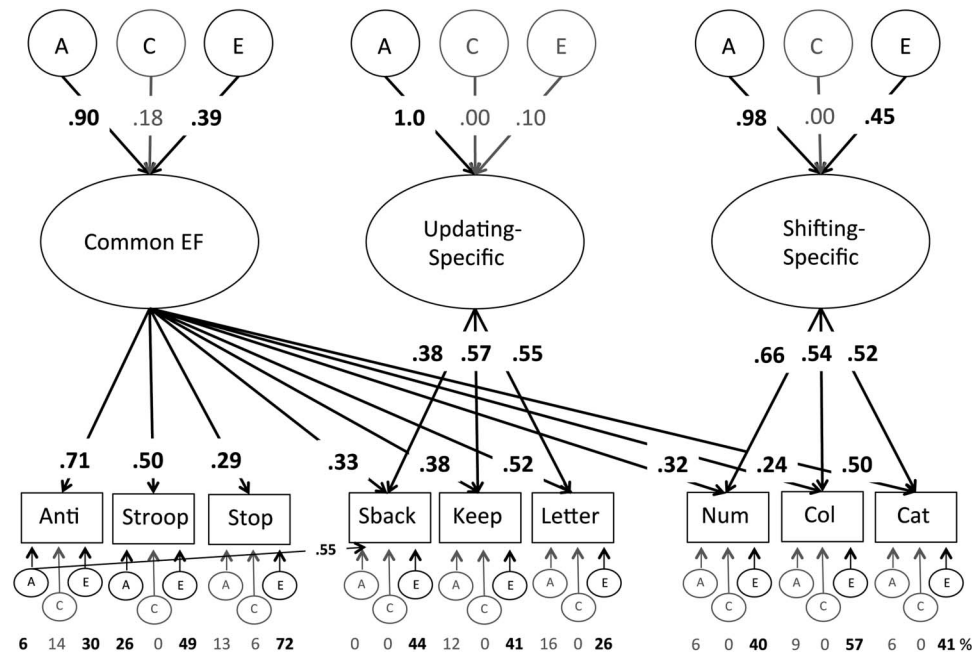 A C E A C E A C E
.90 .18 .39 1.0 .00 .10 .98 .00 .45
Common EF
Updating-
Specific
Shifting-
Specific
.38 .57 .55 .66 .54 .52
.71 .50 .29 .33 .38 .52 .32 .24 .50
Anti Stroop Stop Sback Keep Letter Num Col Cat
.55
A E A E A E A E A E A E A E A E A E
C C C C C C C C C
6 14 30 26 0 49 13 6 72 0 0 44 12 0 41 16 0 26 6 0 40 9 0 57 6 0 41 %